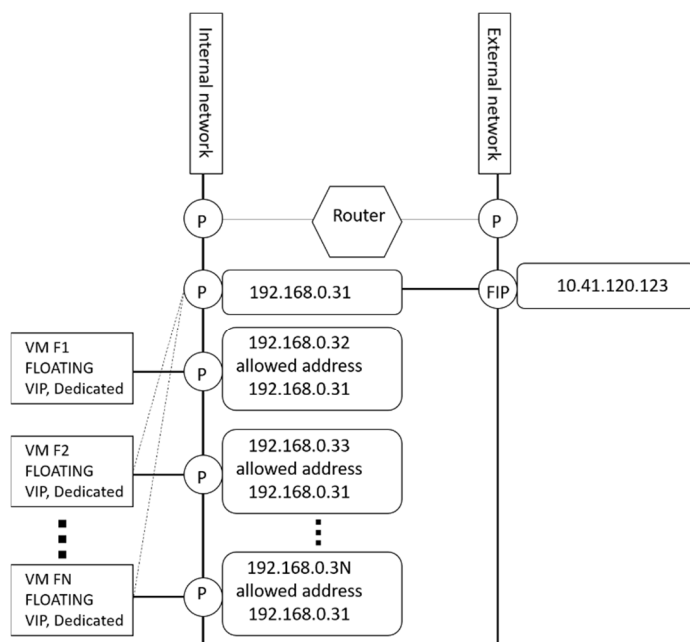 Internal network
External network
P
Router
P
P
192.168.0.31
FIP
10.41.120.123
VM F1
FLOATING
VIP, Dedicated
P
192.168.0.32
allowed address
192.168.0.31
VM F2
FLOATING
VIP, Dedicated
P
192.168.0.33
allowed address
192.168.0.31
VM FN
FLOATING
VIP, Dedicated
P
192.168.0.3N
allowed address
192.168.0.31